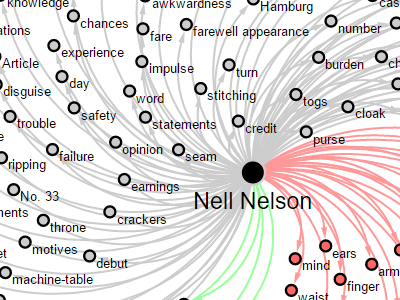 knowledge
awkwardness
Hamburg
chances
number
cas
ations
fare
farewell appearance
experience
Article
impulse
turn
burden
ch
day
disguise
word
stitching
togs
cloak
trouble
safety
statements
credit
purse
e
failure
opinion
seam
ripping
earnings
No. 33
Nell Nelson
ments
crackers
throne
motives
ears
et
debut
mind
arm
machine-table
finger
waist